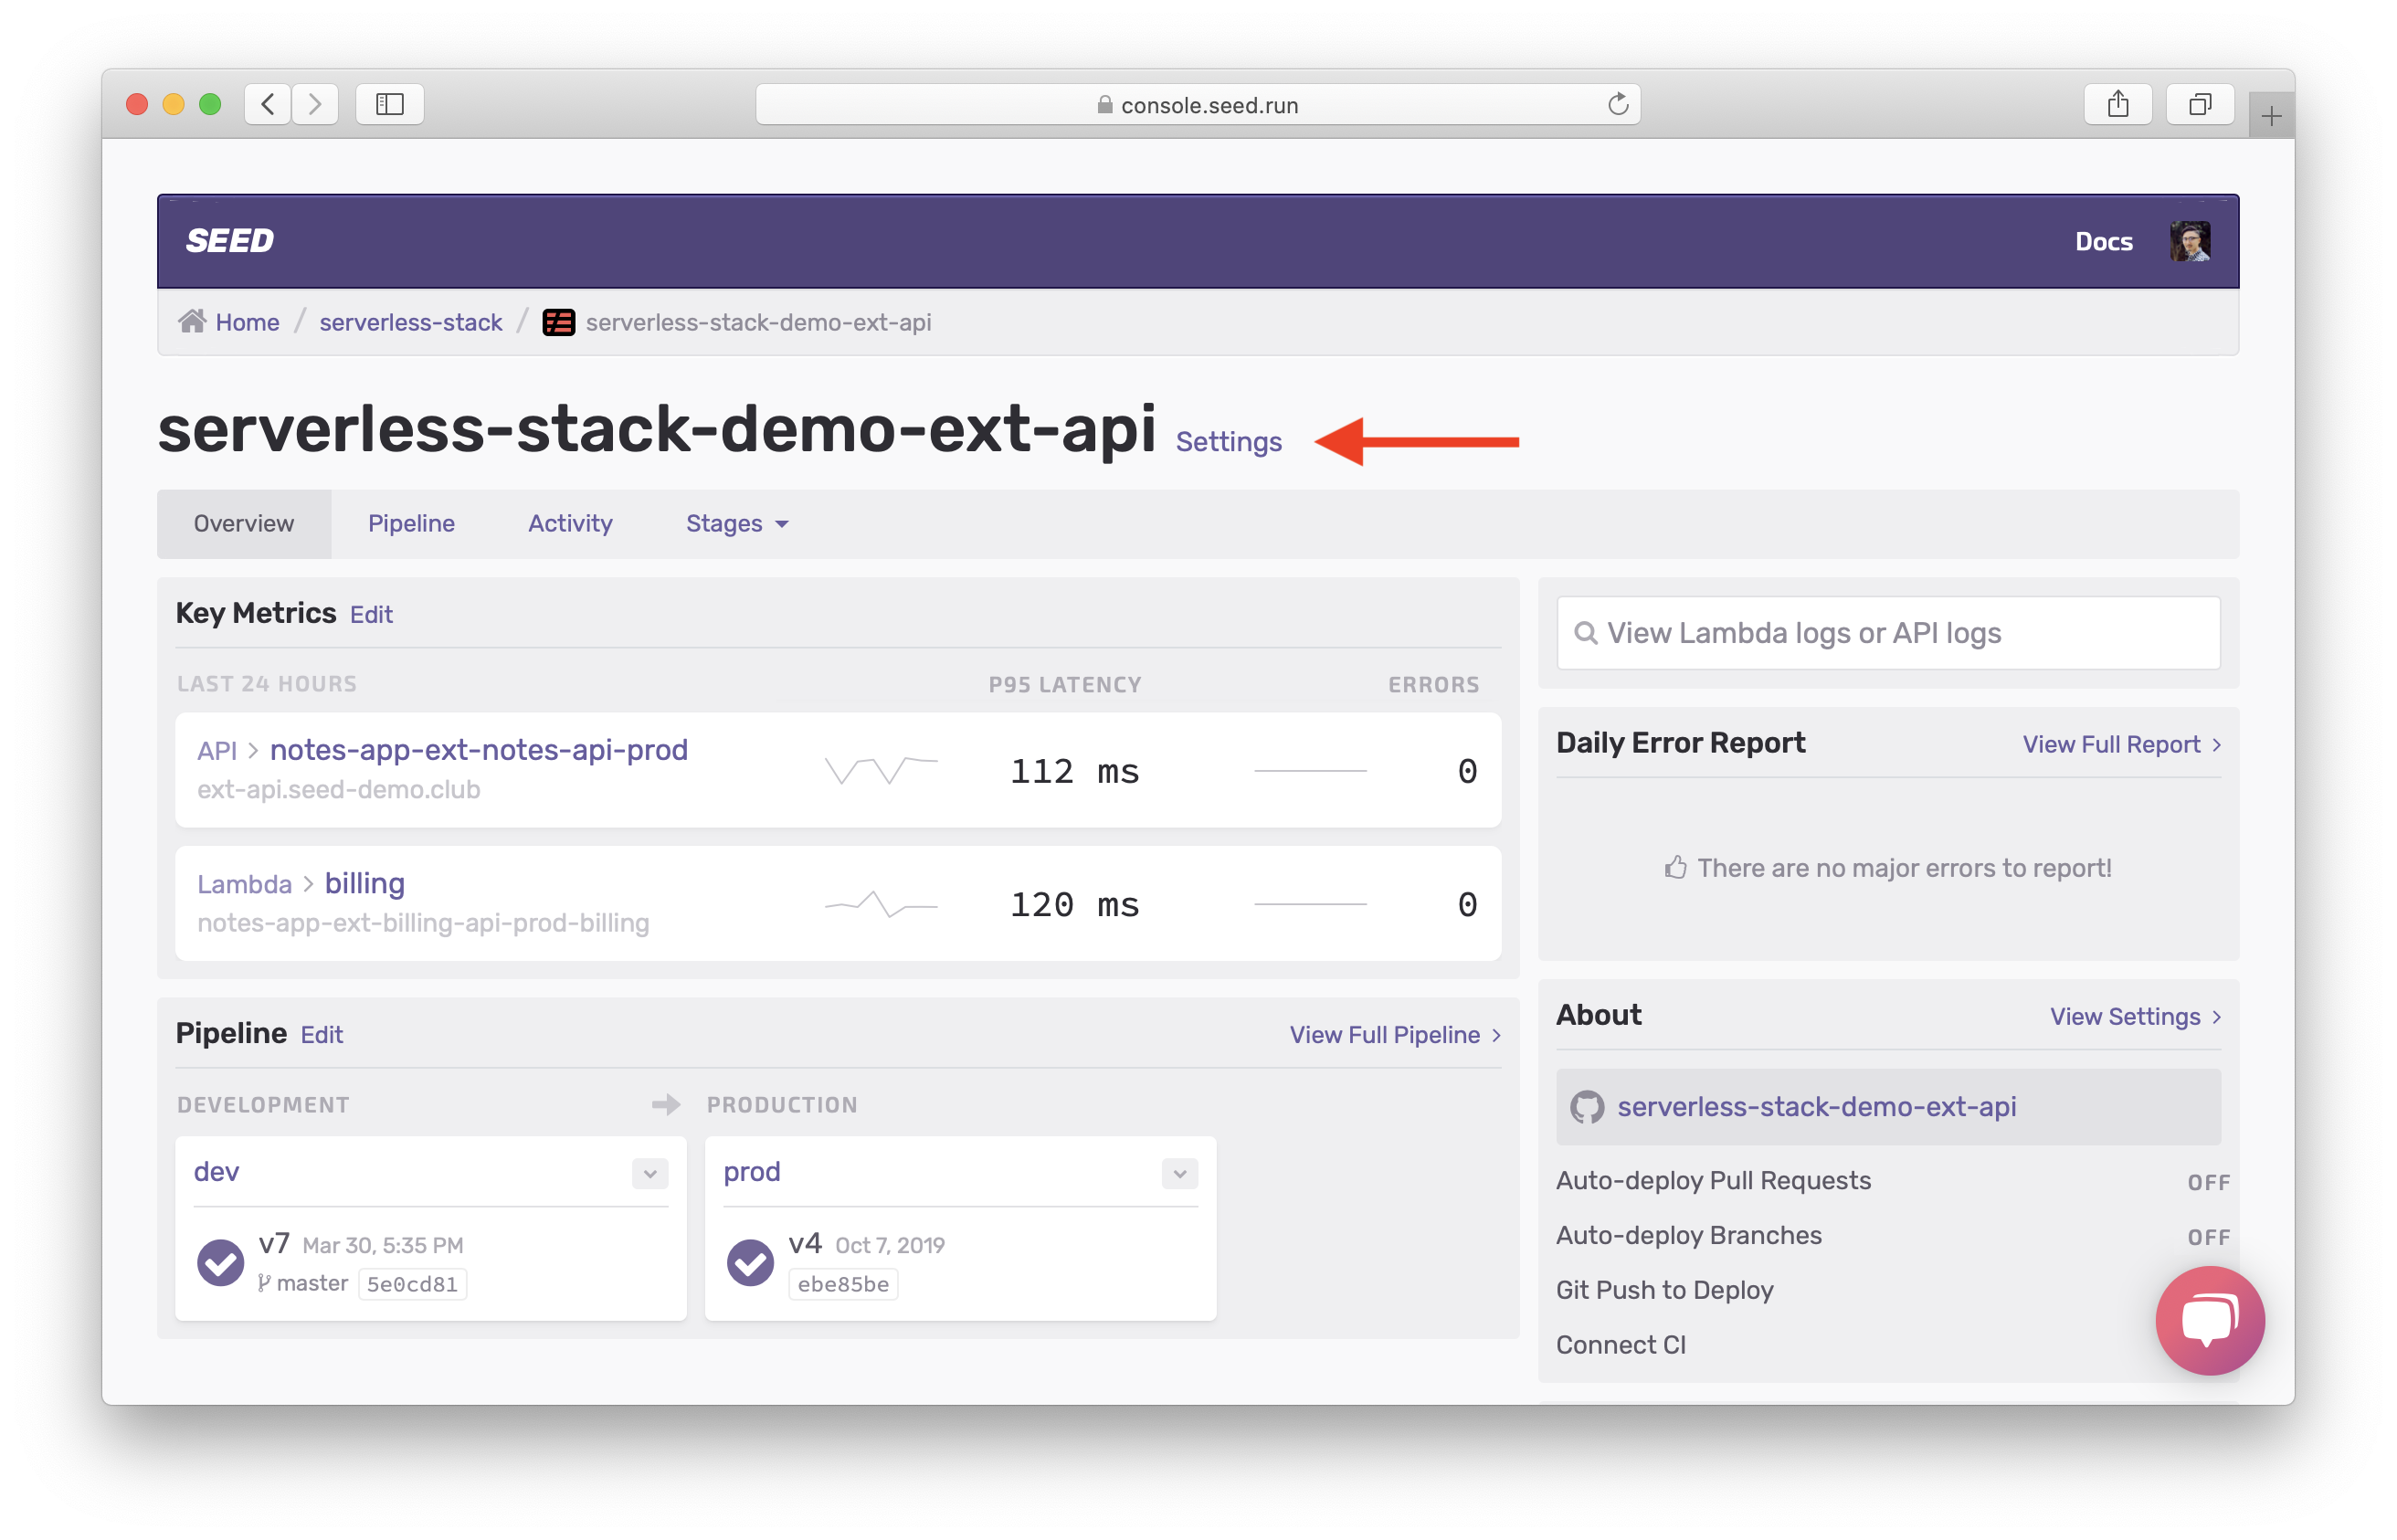 console.seed.run
SEED
Docs
Home / serverless-stack / serverless-stack-demo-ext-api
serverless-stack-demo-ext-api Settings
Overview Pipeline Activity Stages
Key Metrics Edit
LAST 24 HOURS P95 LATENCY ERRORS
API > notes-app-ext-notes-api-prod
ext-api.seed-demo.club
112 ms 0
Lambda > billing
notes-app-ext-billing-api-prod-billing
120 ms 0
Pipeline Edit View Full Pipeline >
DEVELOPMENT PRODUCTION
dev
v7 Mar 30, 5:35 PM
master 5e0cd81
prod
v4 Oct 7, 2019
ebe85be
View Lambda logs or API logs
Daily Error Report View Full Report >
There are no major errors to report!
About View Settings >
serverless-stack-demo-ext-api
Auto-deploy Pull Requests OFF
Auto-deploy Branches OFF
Git Push to Deploy
Connect CI